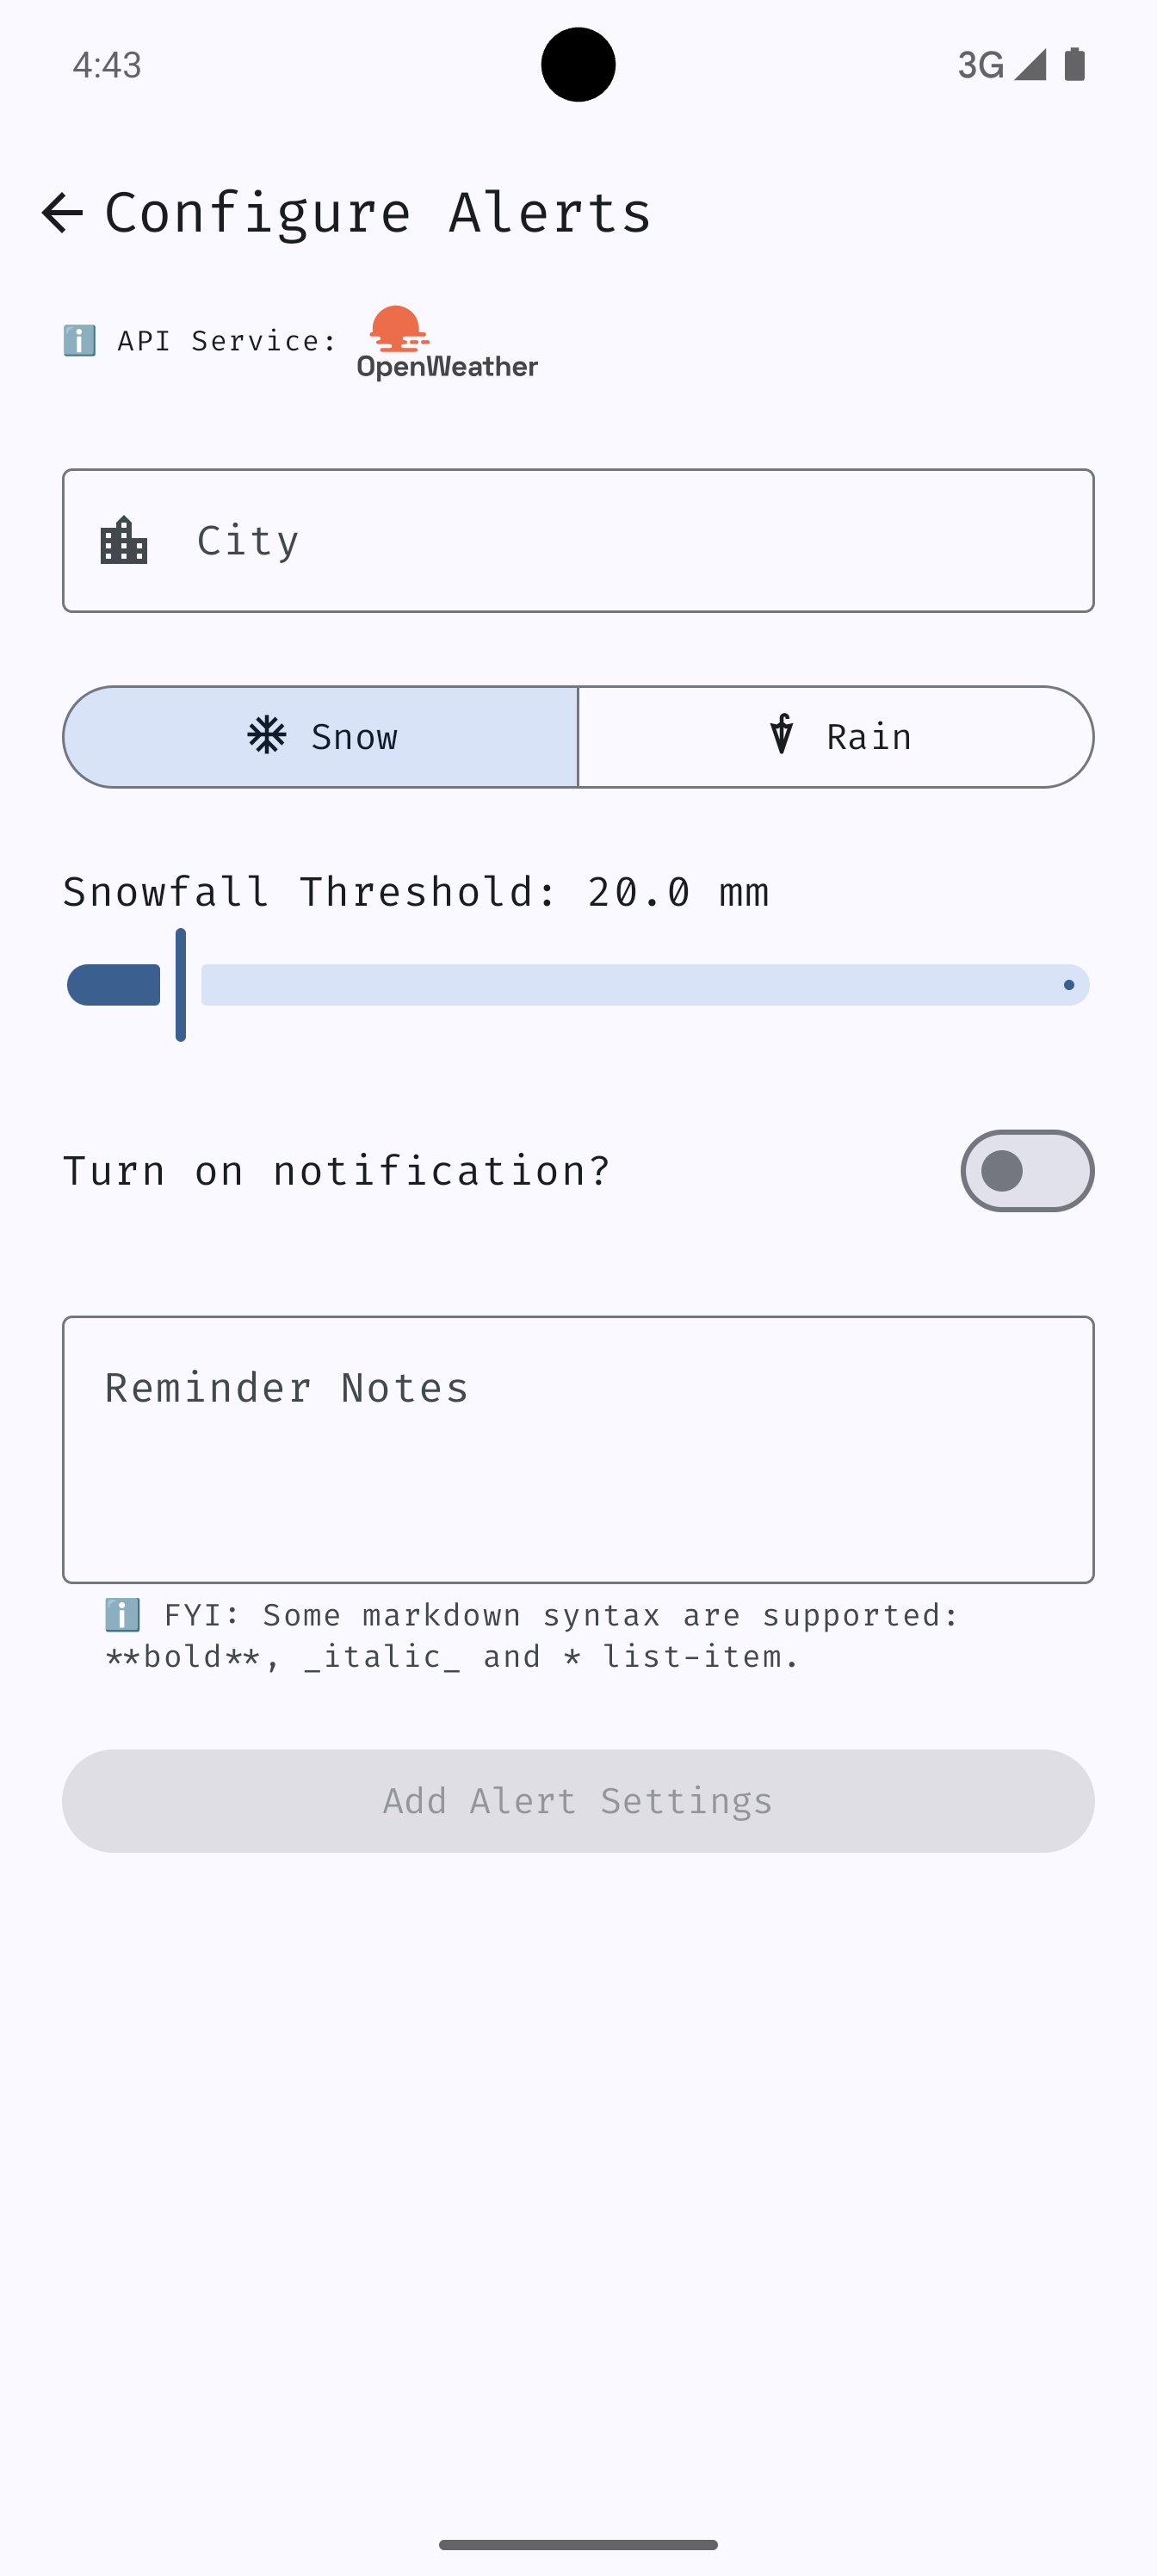 4:43
3G
Configure Alerts
ℹ️ API Service:
OpenWeather
City
Snow
Rain
Snowfall Threshold: 20.0 mm
Turn on notification?
Reminder Notes
ℹ️ FYI: Some markdown syntax are supported:
**bold**, _italic_ and * list-item.
Add Alert Settings